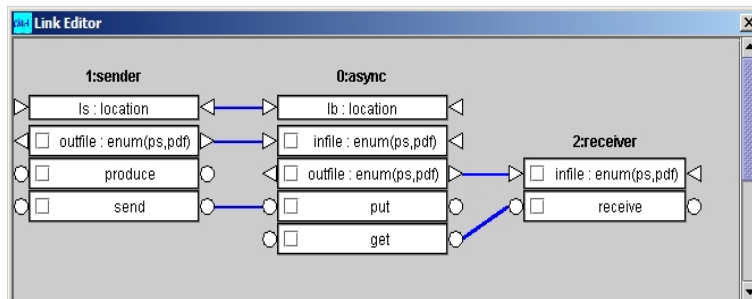 Link Editor
1:sender
0:async
ls : location
lb : location
outfile : enum(ps,pdf)
infile : enum(ps,pdf)
2:receiver
produce
outfile : enum(ps,pdf)
infile : enum(ps,pdf)
send
put
receive
get